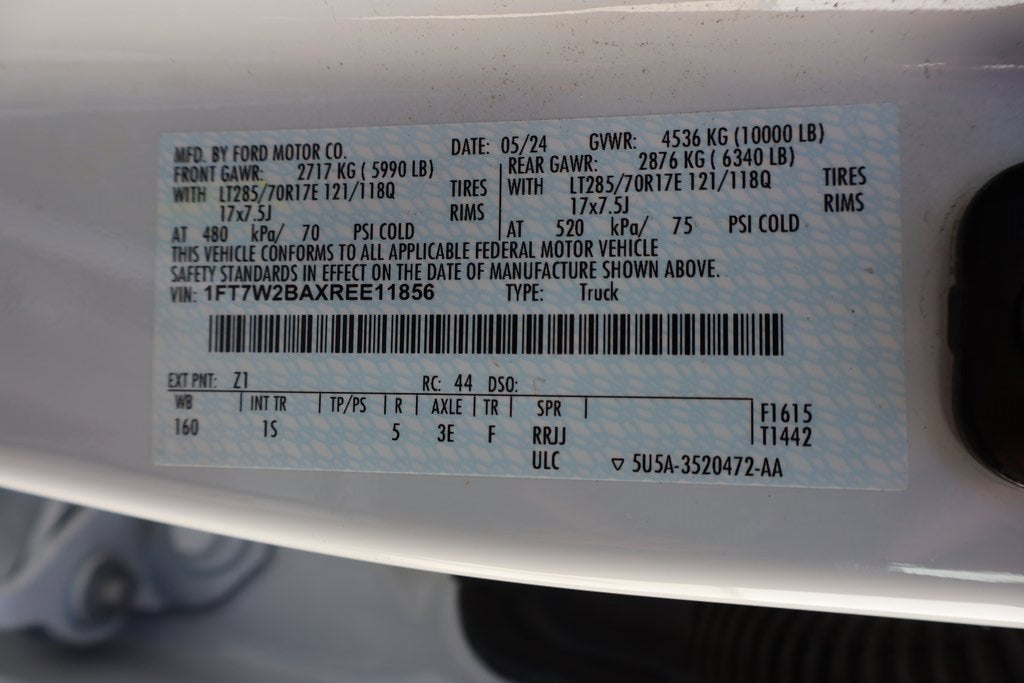 MFD. BY FORD MOTOR CO. DATE: 05/24 GVWR: 4536 KG (10000 LB)
FRONT GAWR: 2717 KG ( 5990 LB) REAR GAWR: 2876 KG ( 6340 LB)
WITH LT285/70R17E 121/118Q TIRES WITH LT285/70R17E 121/118Q TIRES
17x7.5J RIMS 17x7.5J RIMS
AT 480 kPa/ 70 PSI COLD AT 520 kPa/ 75 PSI COLD
THIS VEHICLE CONFORMS TO ALL APPLICABLE FEDERAL MOTOR VEHICLE
SAFETY STANDARDS IN EFFECT ON THE DATE OF MANUFACTURE SHOWN ABOVE.
VIN: 1FT7W2BAXREE11856 TYPE: Truck
EXT PNT: Z1 RC: 44 DSO:
WB INT TR TP/PS R AXLE TR SPR F1615
160 1S 5 3E F RRJJ T1442
ULC ▽ 5U5A-3520472-AA